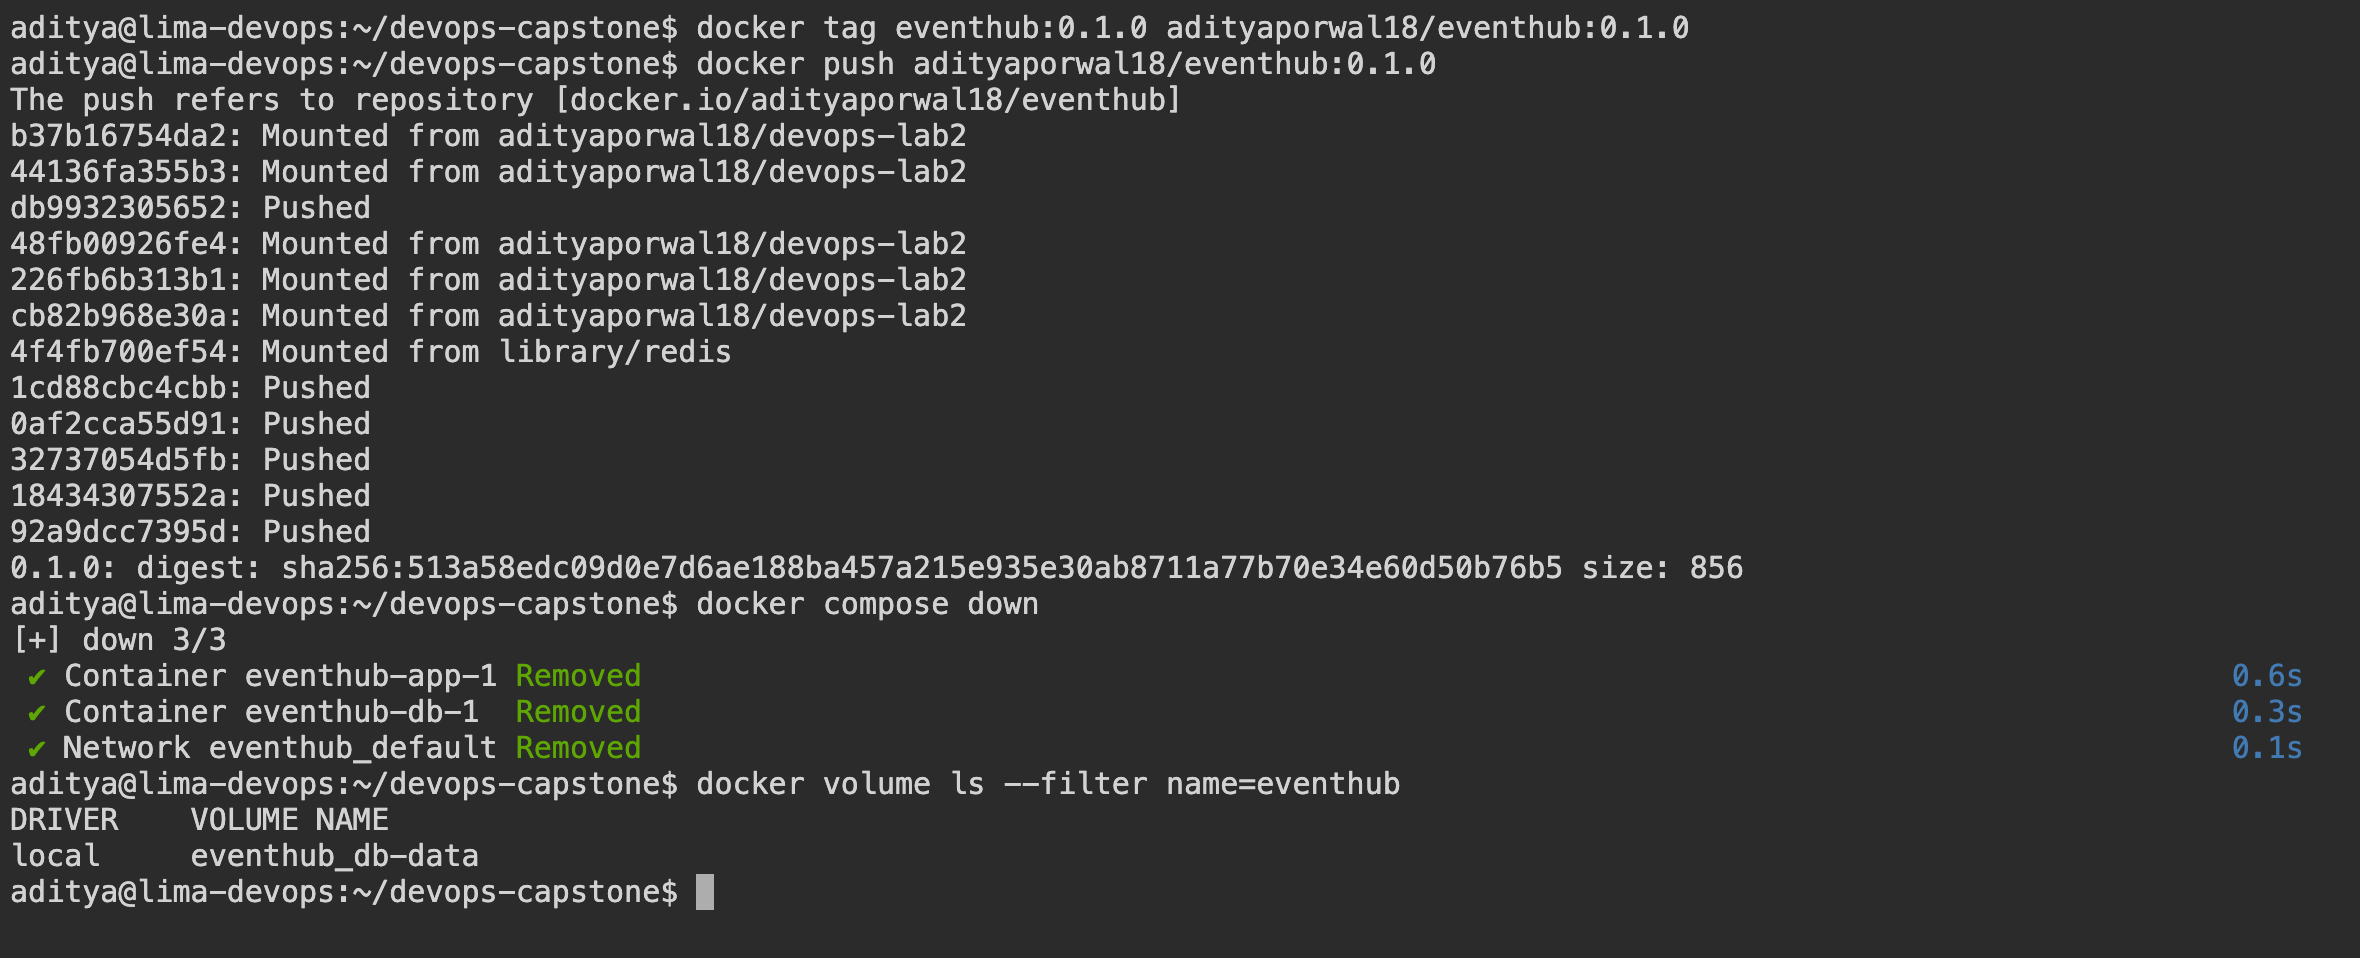 aditya@lima-devops:~/devops-capstone$ docker tag eventhub:0.1.0 adityaporwal18/eventhub:0.1.0
aditya@lima-devops:~/devops-capstone$ docker push adityaporwal18/eventhub:0.1.0
The push refers to repository [docker.io/adityaporwal18/eventhub]
b37b16754da2: Mounted from adityaporwal18/devops-lab2
44136fa355b3: Mounted from adityaporwal18/devops-lab2
db9932305652: Pushed
48fb00926fe4: Mounted from adityaporwal18/devops-lab2
226fb6b313b1: Mounted from adityaporwal18/devops-lab2
cb82b968e30a: Mounted from adityaporwal18/devops-lab2
4f4fb700ef54: Mounted from library/redis
1cd88cbc4cbb: Pushed
0af2cca55d91: Pushed
32737054d5fb: Pushed
18434307552a: Pushed
92a9dcc7395d: Pushed
0.1.0: digest: sha256:513a58edc09d0e7d6ae188ba457a215e935e30ab8711a77b70e34e60d50b76b5 size: 856
aditya@lima-devops:~/devops-capstone$ docker compose down
[+] down 3/3
✔ Container eventhub-app-1 Removed 0.6s
✔ Container eventhub-db-1 Removed 0.3s
✔ Network eventhub_default Removed 0.1s
aditya@lima-devops:~/devops-capstone$ docker volume ls --filter name=eventhub
DRIVER VOLUME NAME
local eventhub_db-data
aditya@lima-devops:~/devops-capstone$